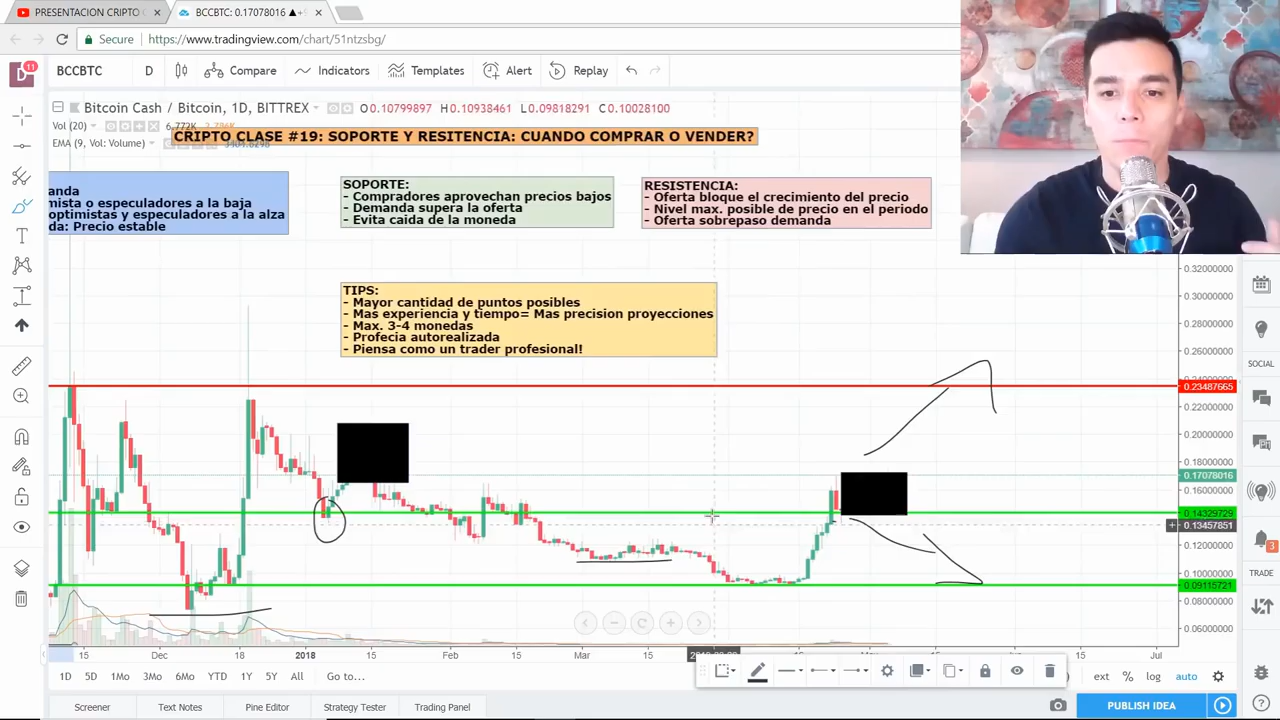 PRESENTACION CRIPTO
BCCBTC: 0.17078016 ▲
Secure
https://www.tradingview.com/chart/51ntzsbg/
11
BCCBTC
D
Compare
Indicators
Templates
Alert
Replay
Bitcoin Cash / Bitcoin, 1D, BITTREX
O0.10799897 H0.10938461 L0.09818291 C0.10028100
Vol (20)
6.772K
EMA (9, Vol: Volume)
CRIPTO CLASE #19: SOPORTE Y RESITENCIA: CUANDO COMPRAR O VENDER?
anda
mista o especuladores a la baja
optimistas y especuladores a la alza
da: Precio estable
SOPORTE:
- Compradores aprovechan precios bajos
- Demanda supera la oferta
- Evita caida de la moneda
RESISTENCIA:
- Oferta bloque el crecimiento del precio
- Nivel max. posible de precio en el periodo
- Oferta sobrepaso demanda
TIPS:
- Mayor cantidad de puntos posibles
- Mas experiencia y tiempo= Mas precision proyecciones
- Max. 3-4 monedas
- Profecia autorealizada
- Piensa como un trader profesional!
0.32000000
0.30000000
0.28000000
0.26000000
0.23487665
0.22000000
0.20000000
0.18000000
0.17078016
0.16000000
0.14329729
0.13457851
0.12000000
0.10000000
0.09115721
0.08000000
0.06000000
SOCIAL
3
TRADE
15 Dec 15 2018 15 Feb 15 Mar 15 15 Jul
1D 5D 1Mo 3Mo 6Mo YTD 1Y 5Y All Go to...
ext % log auto
Screener
Text Notes
Pine Editor
Strategy Tester
Trading Panel
PUBLISH IDEA